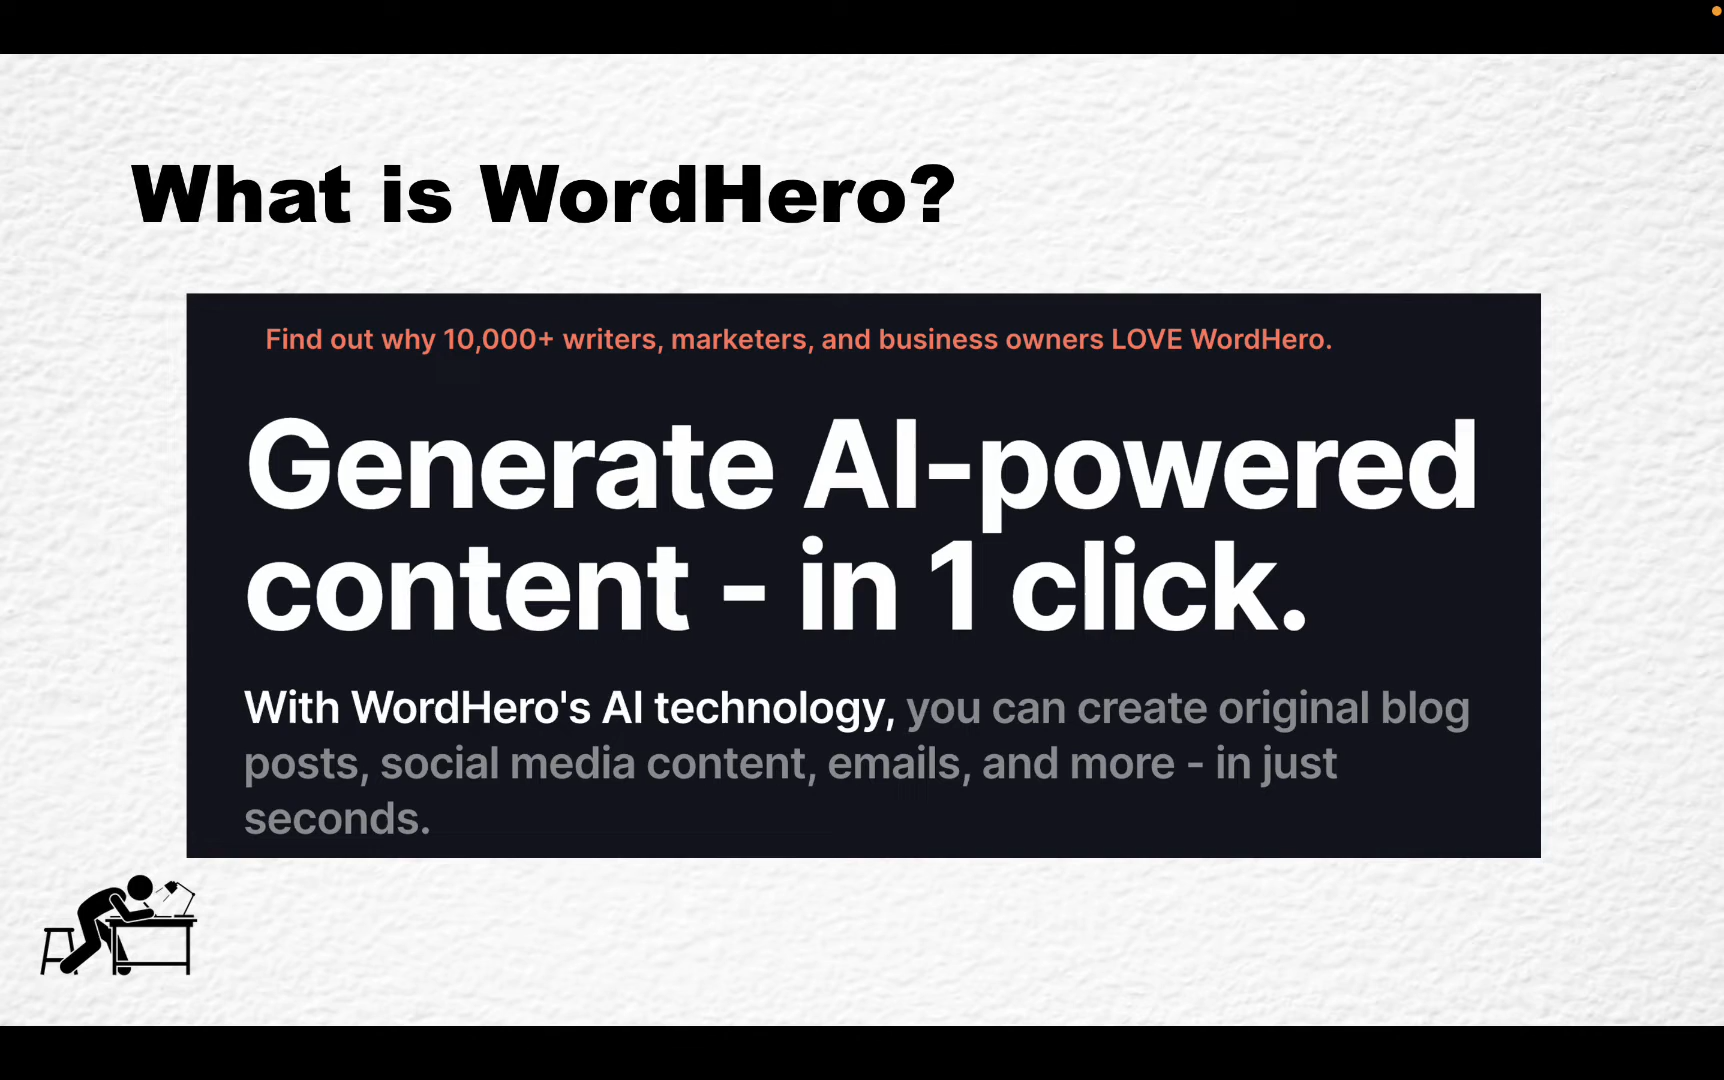 What is WordHero?
Find out why 10,000+ writers, marketers, and business owners LOVE WordHero.
Generate AI-powered
content - in 1 click.
With WordHero's AI technology, you can create original blog
posts, social media content, emails, and more - in just
seconds.